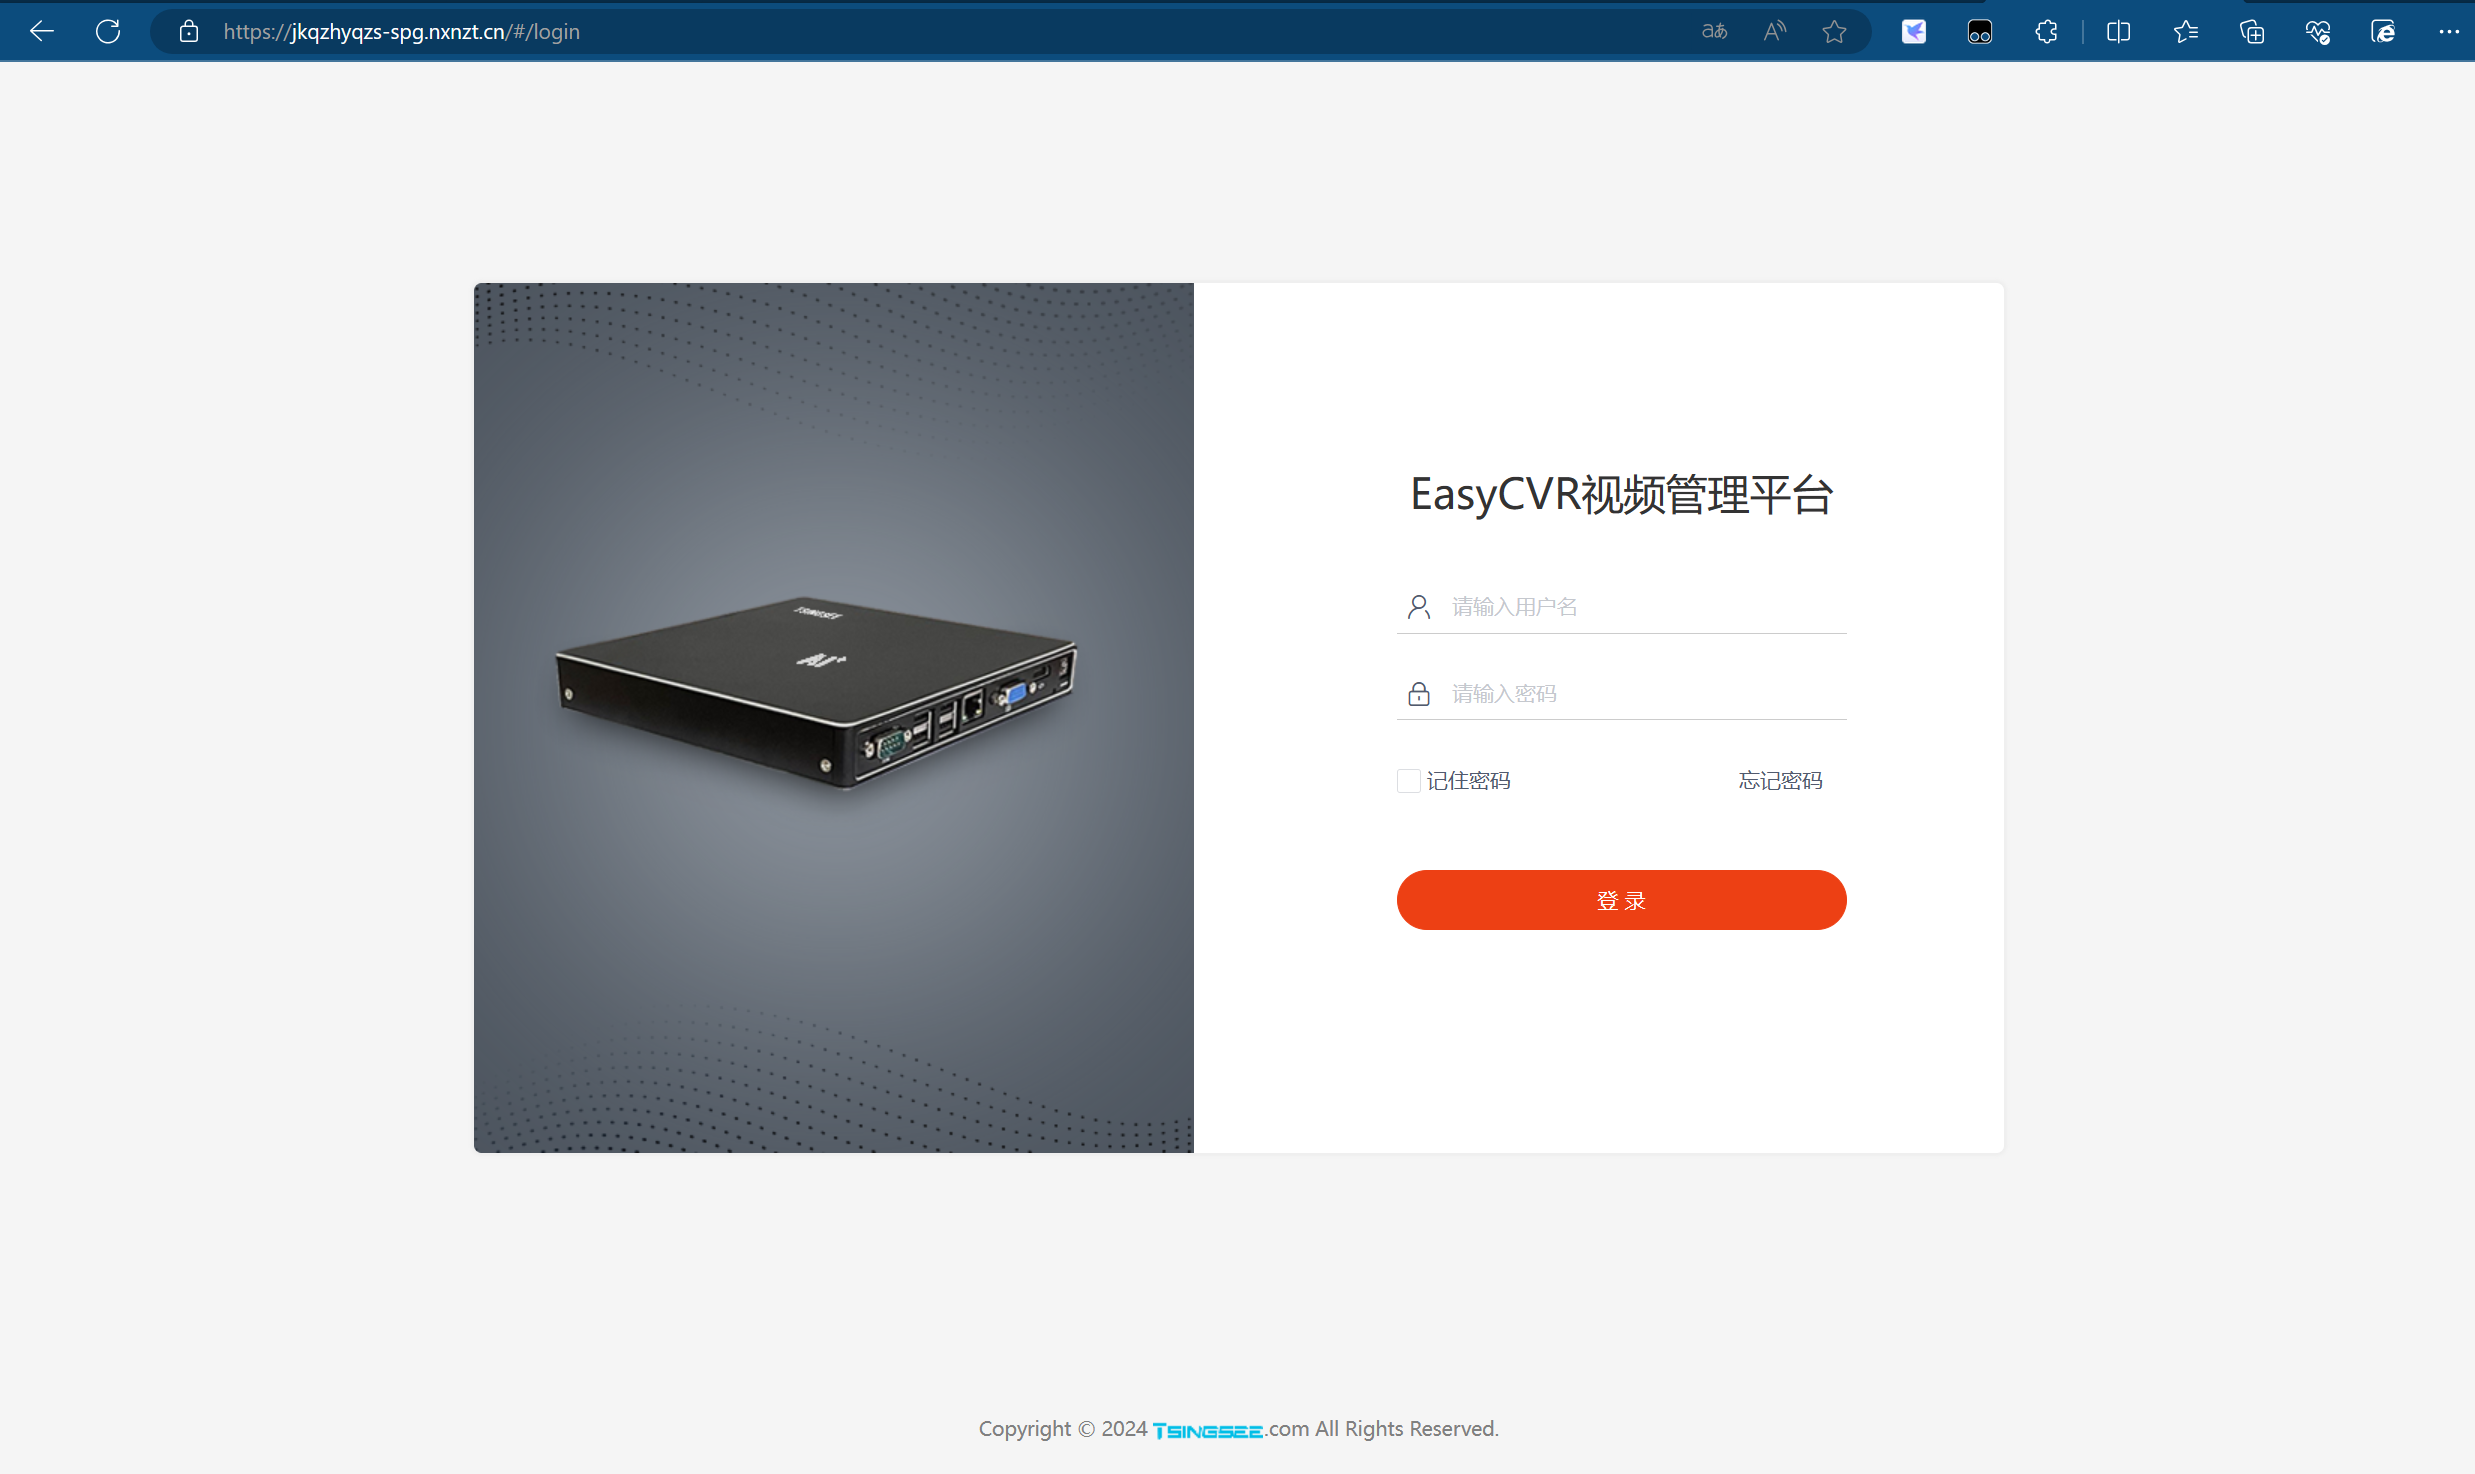 https://jkqzhyqzs-spg.nxnzt.cn/#/login
TSINGSEE
EasyCVR视频管理平台
请输入用户名
请输入密码
记住密码
忘记密码
登 录
Copyright © 2024 TSINGSEE.com All Rights Reserved.